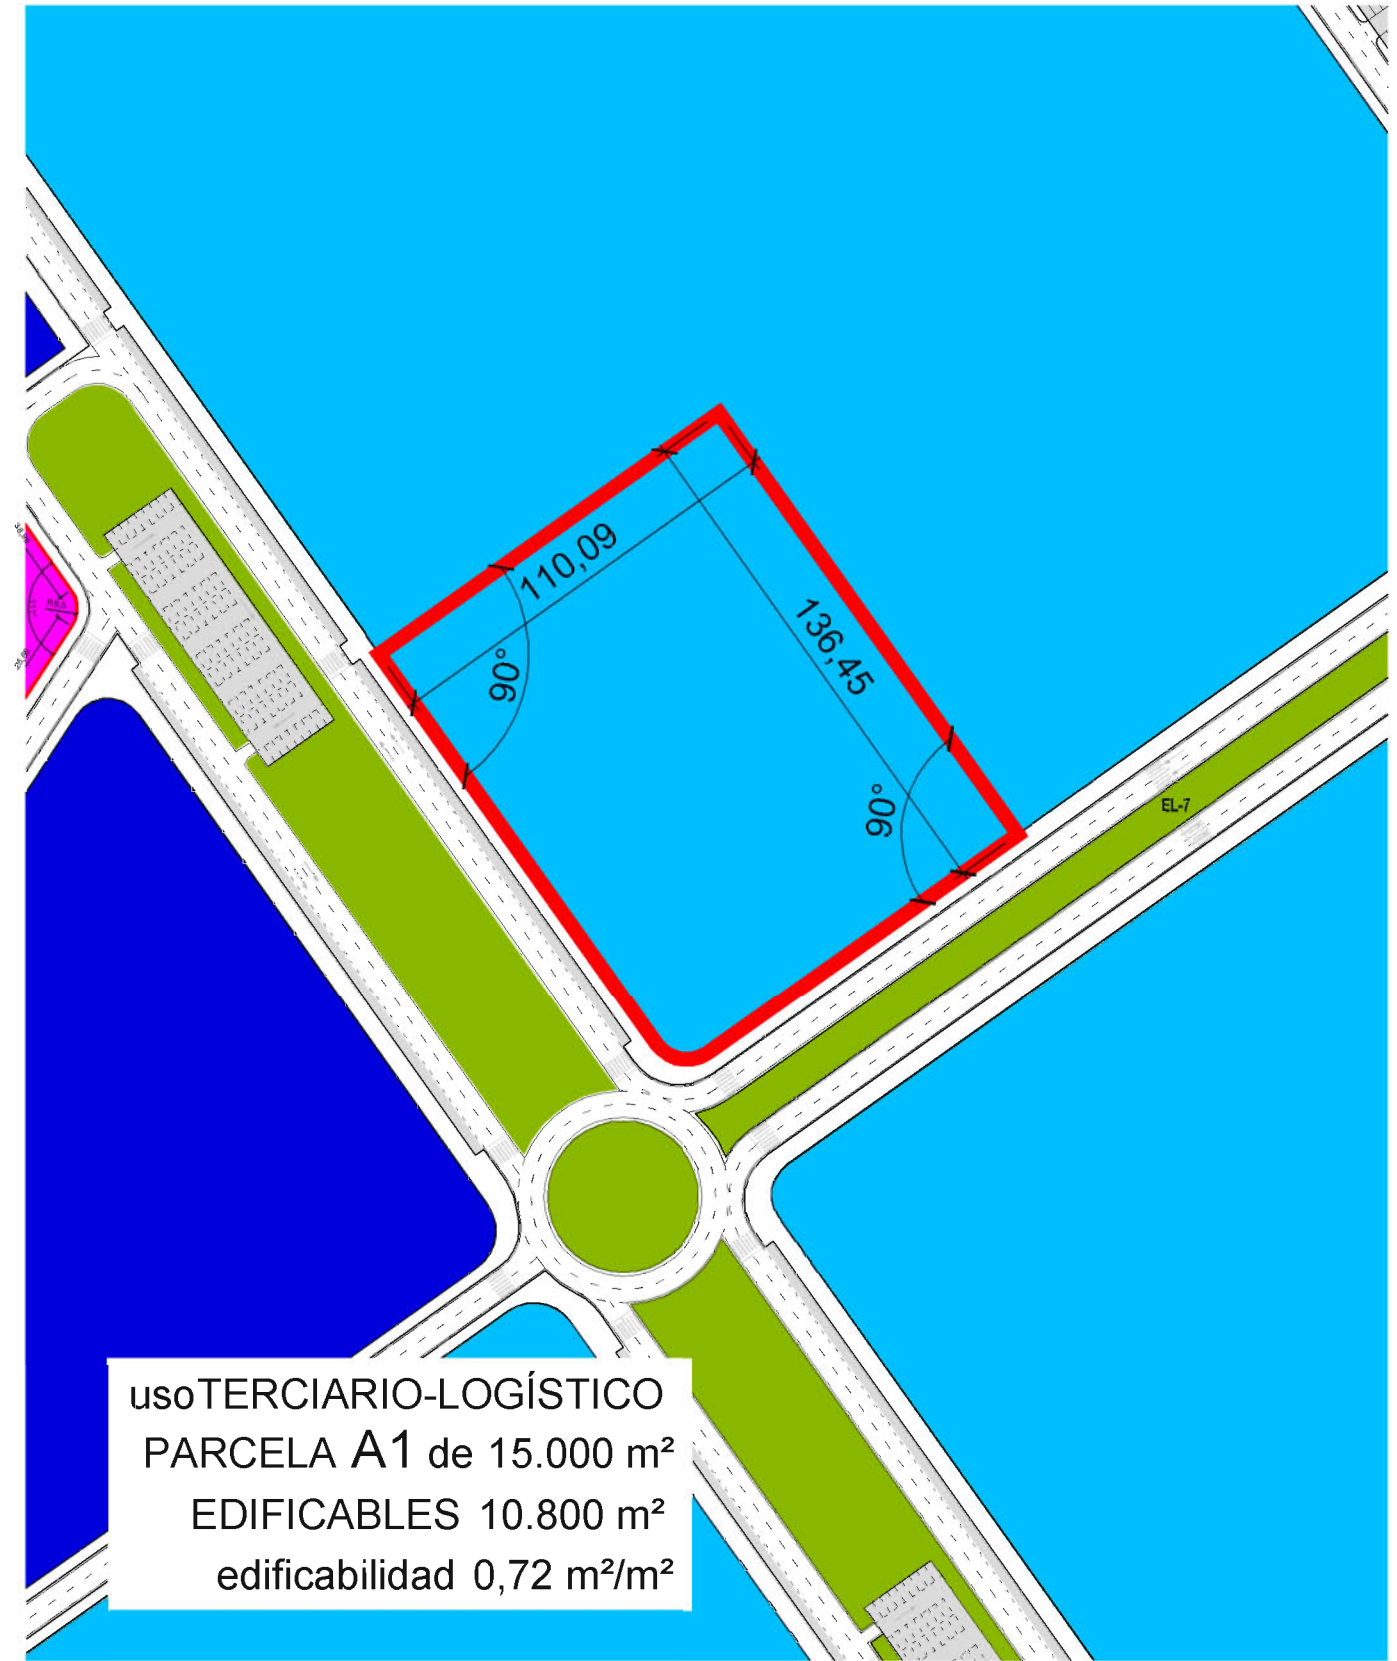 110,09
90°
136,45
90°
EL-7
usoTERCIARIO-LOGÍSTICO
PARCELA A1 de 15.000 m²
EDIFICABLES 10.800 m²
edificabilidad 0,72 m²/m²